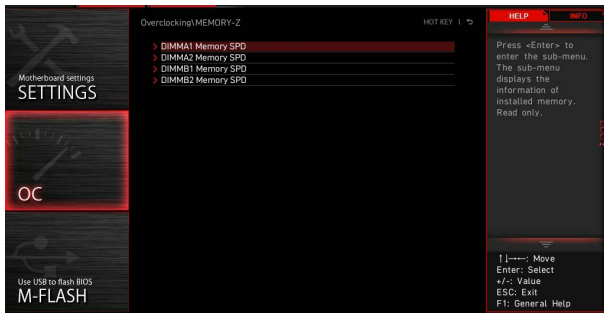 Overclocking\MEMORY-Z
HOT KEY
> DIMMA1 Memory SPD
> DIMMA2 Memory SPD
> DIMMB1 Memory SPD
> DIMMB2 Memory SPD
Motherboard settings
SETTINGS
OC
Use USB to flash BIOS
M-FLASH
HELP
INFO
Press <Enter> to
enter the sub-menu.
The sub-menu
displays the
information of
installed memory.
Read only.
↑↓→←: Move
Enter: Select
+/-: Value
ESC: Exit
F1: General Help